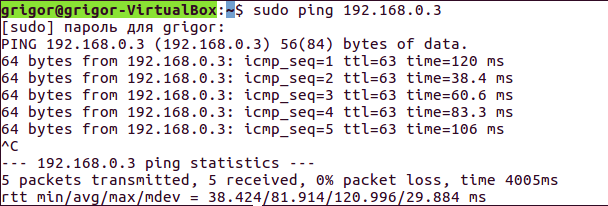 grigor@grigor-VirtualBox:~$ sudo ping 192.168.0.3
[sudo] пароль для grigor:
PING 192.168.0.3 (192.168.0.3) 56(84) bytes of data.
64 bytes from 192.168.0.3: icmp_seq=1 ttl=63 time=120 ms
64 bytes from 192.168.0.3: icmp_seq=2 ttl=63 time=38.4 ms
64 bytes from 192.168.0.3: icmp_seq=3 ttl=63 time=60.6 ms
64 bytes from 192.168.0.3: icmp_seq=4 ttl=63 time=83.3 ms
64 bytes from 192.168.0.3: icmp_seq=5 ttl=63 time=106 ms
^C
--- 192.168.0.3 ping statistics ---
5 packets transmitted, 5 received, 0% packet loss, time 4005ms
rtt min/avg/max/mdev = 38.424/81.914/120.996/29.884 ms